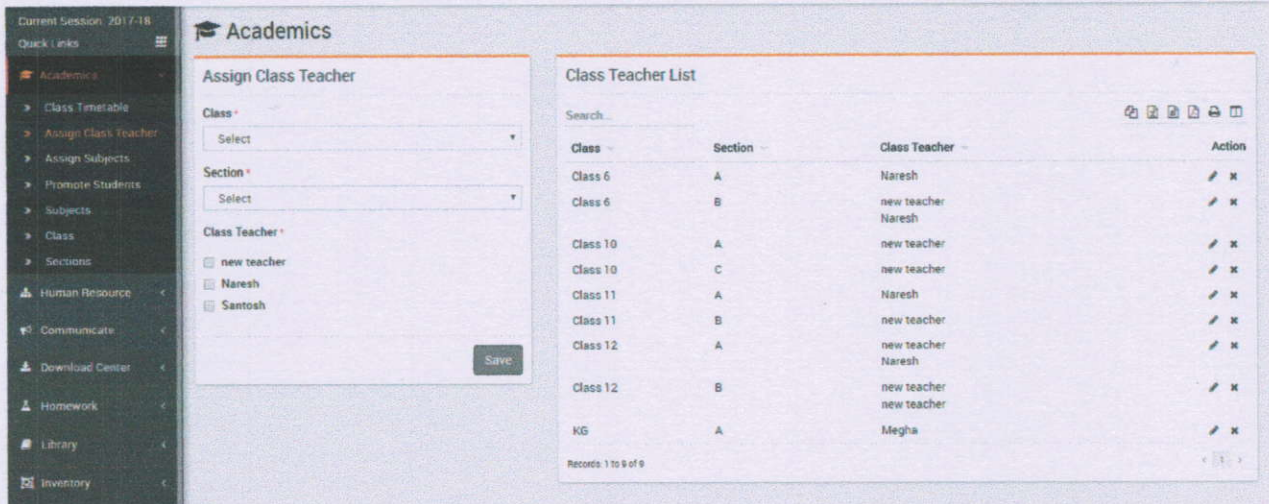 Current Session: 2017-18
Quick Links
Academics
Class Timetable
Assign Class Teacher
Assign Subjects
Promote Students
Subjects
Class
Sections
Human Resource
Communicate
Download Center
Homework
Library
Inventory
Academics
Assign Class Teacher
Class *
Select
Section *
Select
Class Teacher *
new teacher
Naresh
Santosh
Save
Class Teacher List
Search...
Class Section Class Teacher Action
Class 6 A Naresh
Class 6 B new teacher
Naresh
Class 10 A new teacher
Class 10 C new teacher
Class 11 A Naresh
Class 11 B new teacher
Class 12 A new teacher
Naresh
Class 12 B new teacher
new teacher
KG A Megha
Records: 1 to 9 of 9
1